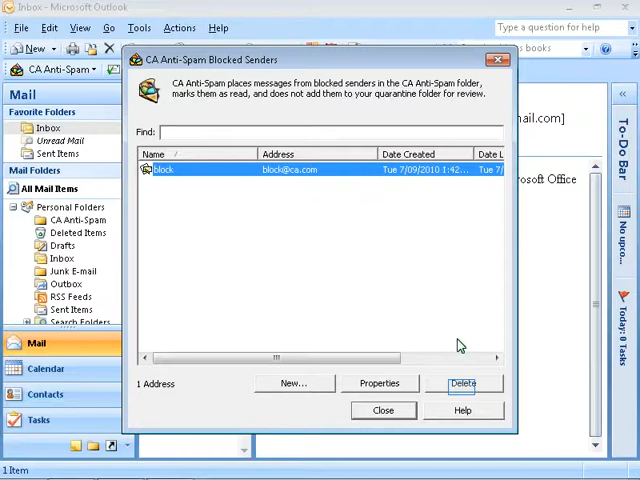 Inbox - Microsoft Outlook
File Edit View Go Tools Actions Help
Type a question for help
New
books
CA Anti-Spam
CA Anti-Spam Blocked Senders
CA Anti-Spam places messages from blocked senders in the CA Anti-Spam folder,
marks them as read, and does not add them to your quarantine folder for review.
Find:
Name Address Date Created Date L
block block@ca.com Tue 7/09/2010 1:42... Tue 7/
1 Address
New... Properties Delete
Close Help
Mail
Favorite Folders
Inbox
Unread Mail
Sent Items
Mail Folders
All Mail Items
Personal Folders
CA Anti-Spam
Deleted Items
Drafts
Inbox
Junk E-mail
Outbox
RSS Feeds
Sent Items
Search Folders
Mail
Calendar
Contacts
Tasks
mail.com]
rosoft Office
To-Do Bar
No upco...
Today: 0 Tasks
1 Item